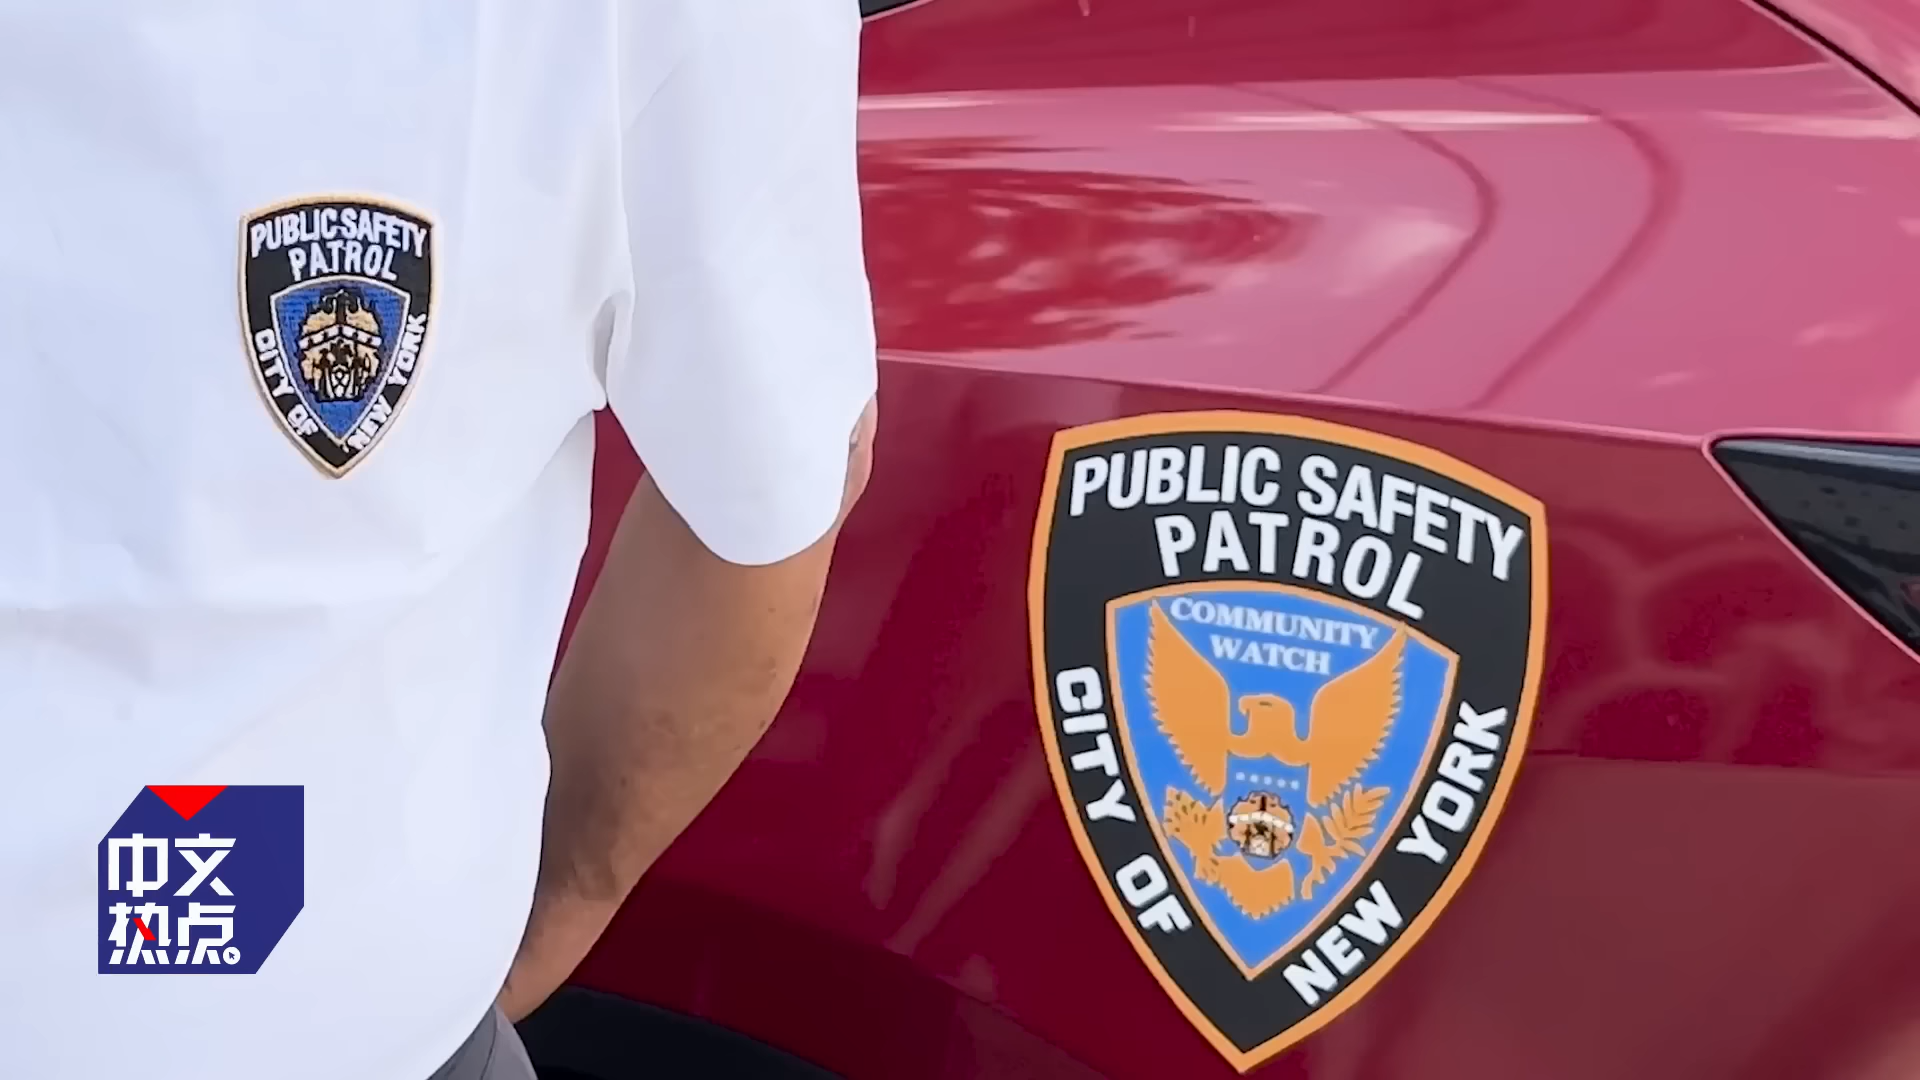 PUBLIC SAFETY
PATROL
CITY OF
NEW YORK
PUBLIC SAFETY
PATROL
COMMUNITY
WATCH
CITY OF
NEW YORK
中文
热点